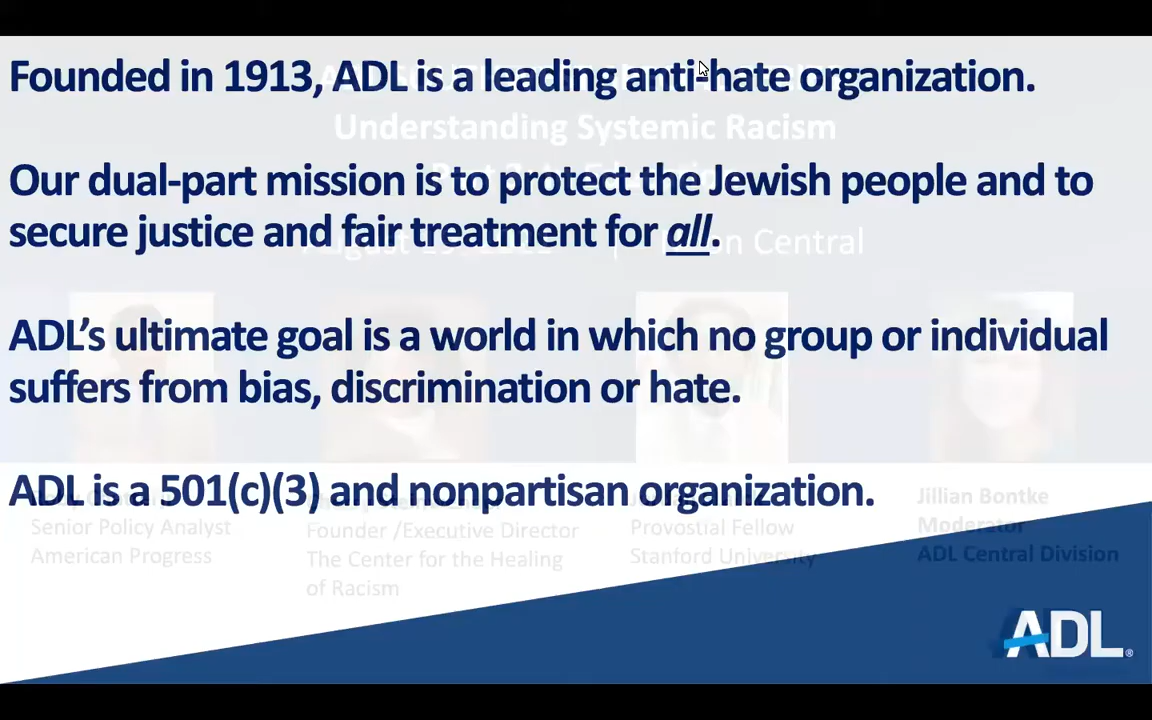 Founded in 1913, ADL is a leading anti-hate organization.
Understanding Systemic Racism
Our dual-part mission is to protect the Jewish people and to
secure justice and fair treatment for all.
August
Central
ADL's ultimate goal is a world in which no group or individual
suffers from bias, discrimination or hate.
ADL is a 501(c)(3) and nonpartisan organization.
Senior Policy Analyst
American Progress
Founder /Executive Director
The Center for the Healing
of Racism
Provostial Fellow
Stanford University
Jillian Bontke
Moderator
ADL Central Division
ADL®